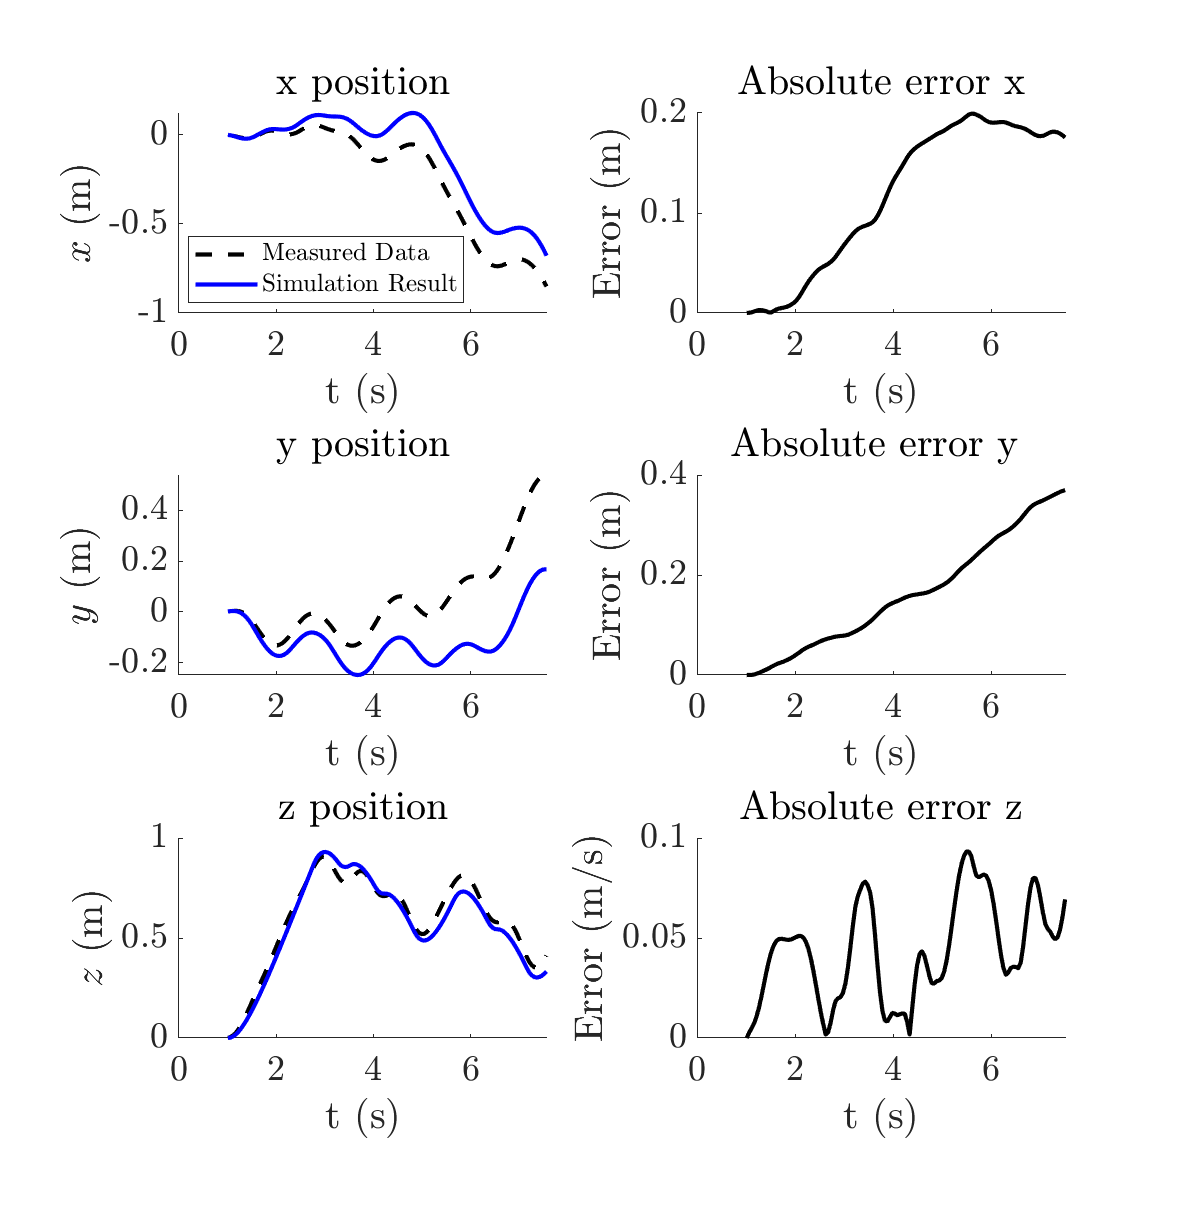 x position
0
-0.5
-1
x (m)
Measured Data
Simulation Result
0 2 4 6
t (s)
Absolute error x
0.2
0.1
0
Error (m)
0 2 4 6
t (s)
y position
0.4
0.2
0
-0.2
y (m)
0 2 4 6
t (s)
Absolute error y
0.4
0.2
0
Error (m)
0 2 4 6
t (s)
z position
1
0.5
0
z (m)
0 2 4 6
t (s)
Absolute error z
0.1
0.05
0
Error (m/s)
0 2 4 6
t (s)